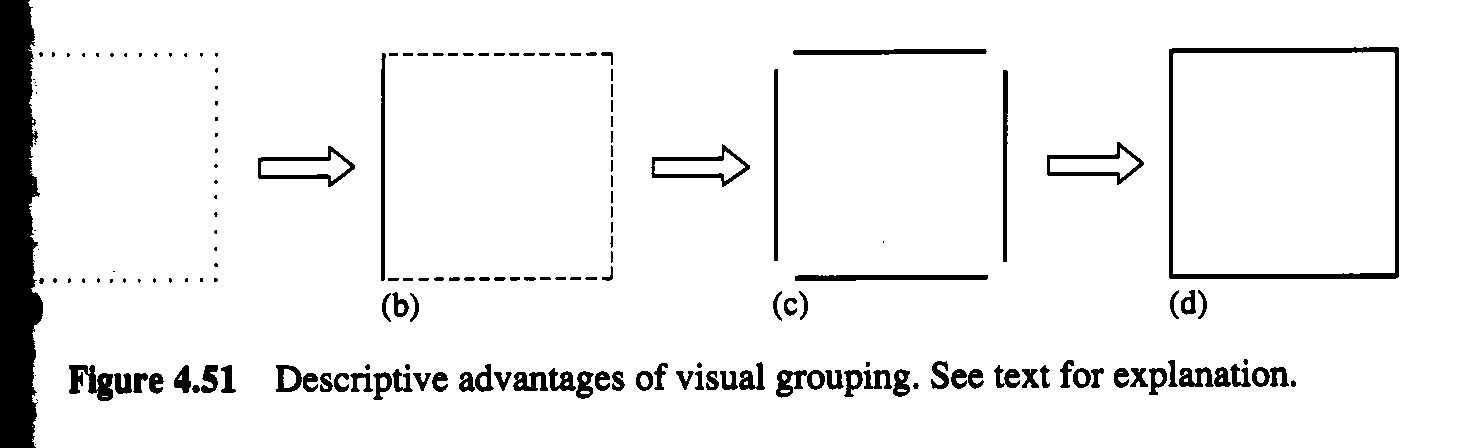 (b) (c) (d)
Figure 4.51 Descriptive advantages of visual grouping. See text for explanation.